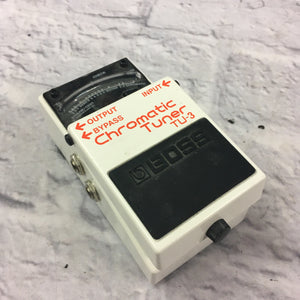 INPUT
OUTPUT
BYPASS
Chromatic
Tuner
TU-3
BOSS